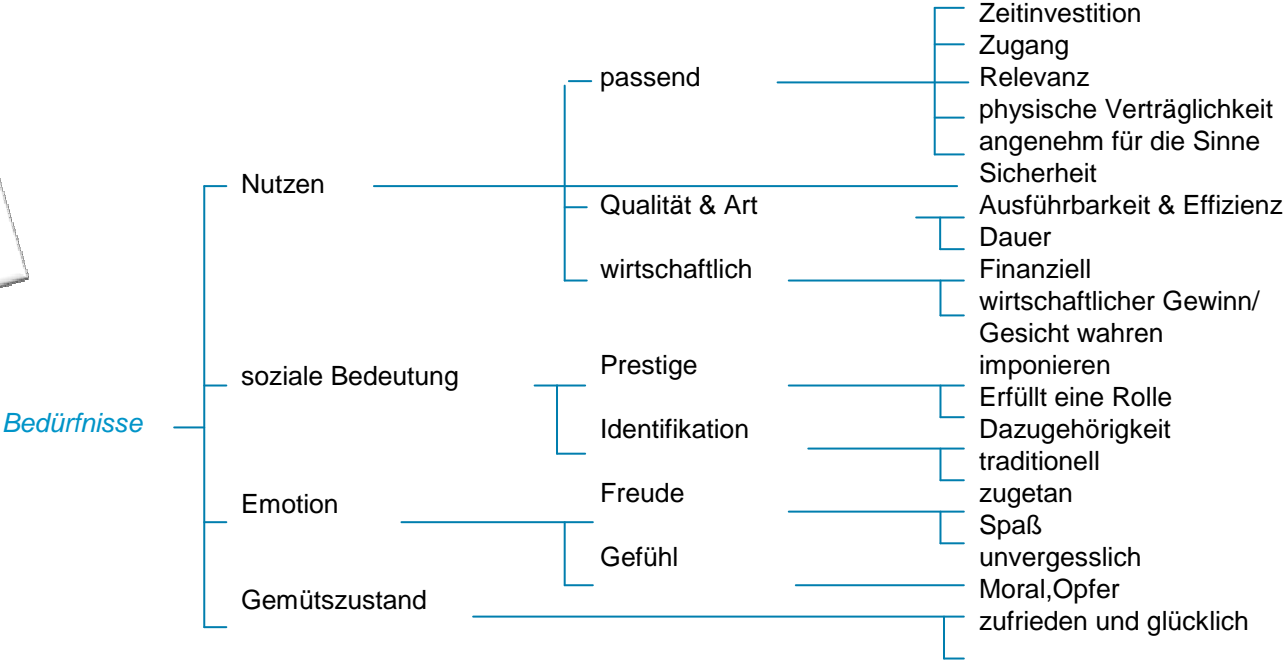 Zeitinvestition
Zugang
passend
Relevanz
physische Verträglichkeit
angenehm für die Sinne
Sicherheit
Nutzen
Qualität & Art
Ausführbarkeit & Effizienz
Dauer
wirtschaftlich
Finanziell
wirtschaftlicher Gewinn/
Gesicht wahren
Prestige
imponieren
soziale Bedeutung
Erfüllt eine Rolle
Bedürfnisse
Identifikation
Dazugehörigkeit
traditionell
Freude
zugetan
Emotion
Spaß
Gefühl
unvergesslich
Moral,Opfer
Gemütszustand
zufrieden und glücklich